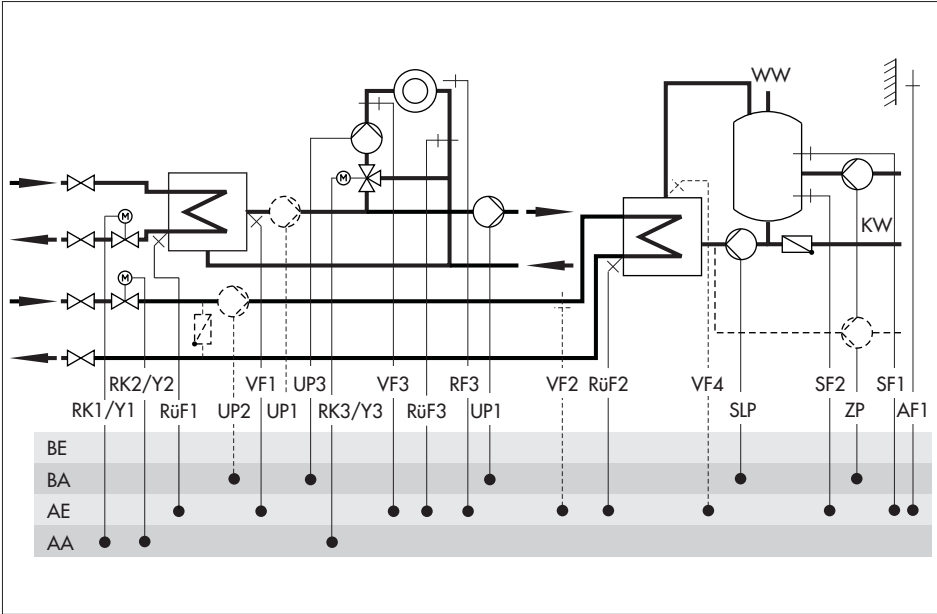 WW
M
M
KW
M
RK2/Y2 VF1 UP3 VF3 RF3 VF2 RüF2 VF4 SF2 SF1
RK1/Y1 RüF1 UP2 UP1 RK3/Y3 RüF3 UP1 SLP ZP AF1
BE
BA
AE
AA